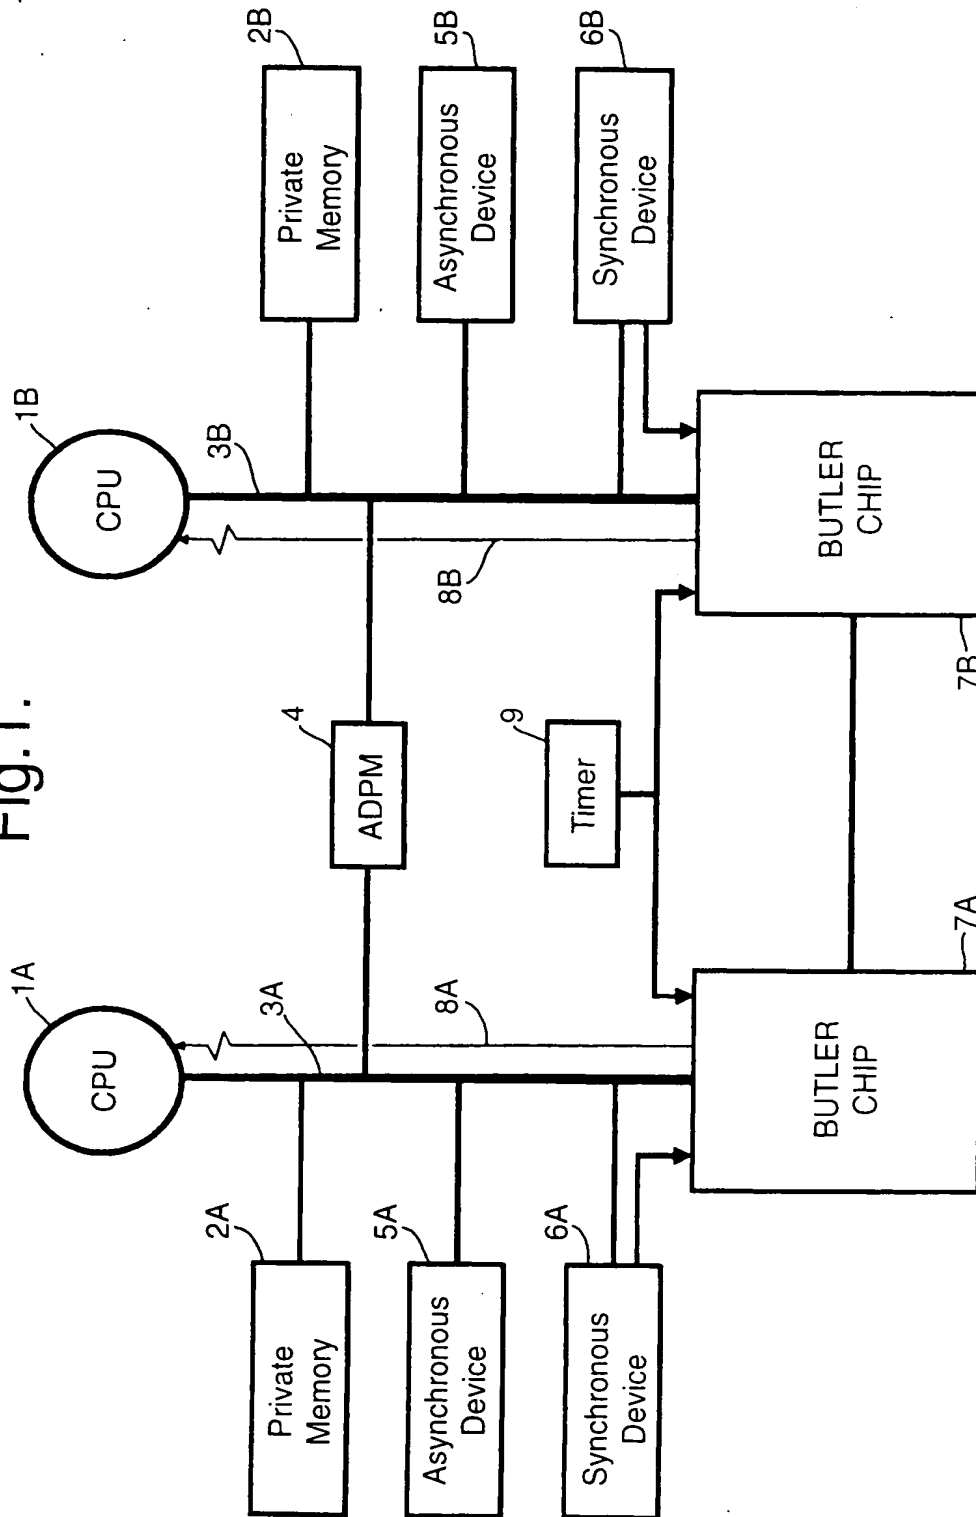 Fig.1.
1A
CPU
1B
CPU
2A
Private
Memory
3A
4
ADPM
3B
2B
Private
Memory
5A
Asynchronous
Device
8A
9
Timer
8B
5B
Asynchronous
Device
6A
Synchronous
Device
6B
Synchronous
Device
BUTLER
CHIP
7A
BUTLER
CHIP
7B